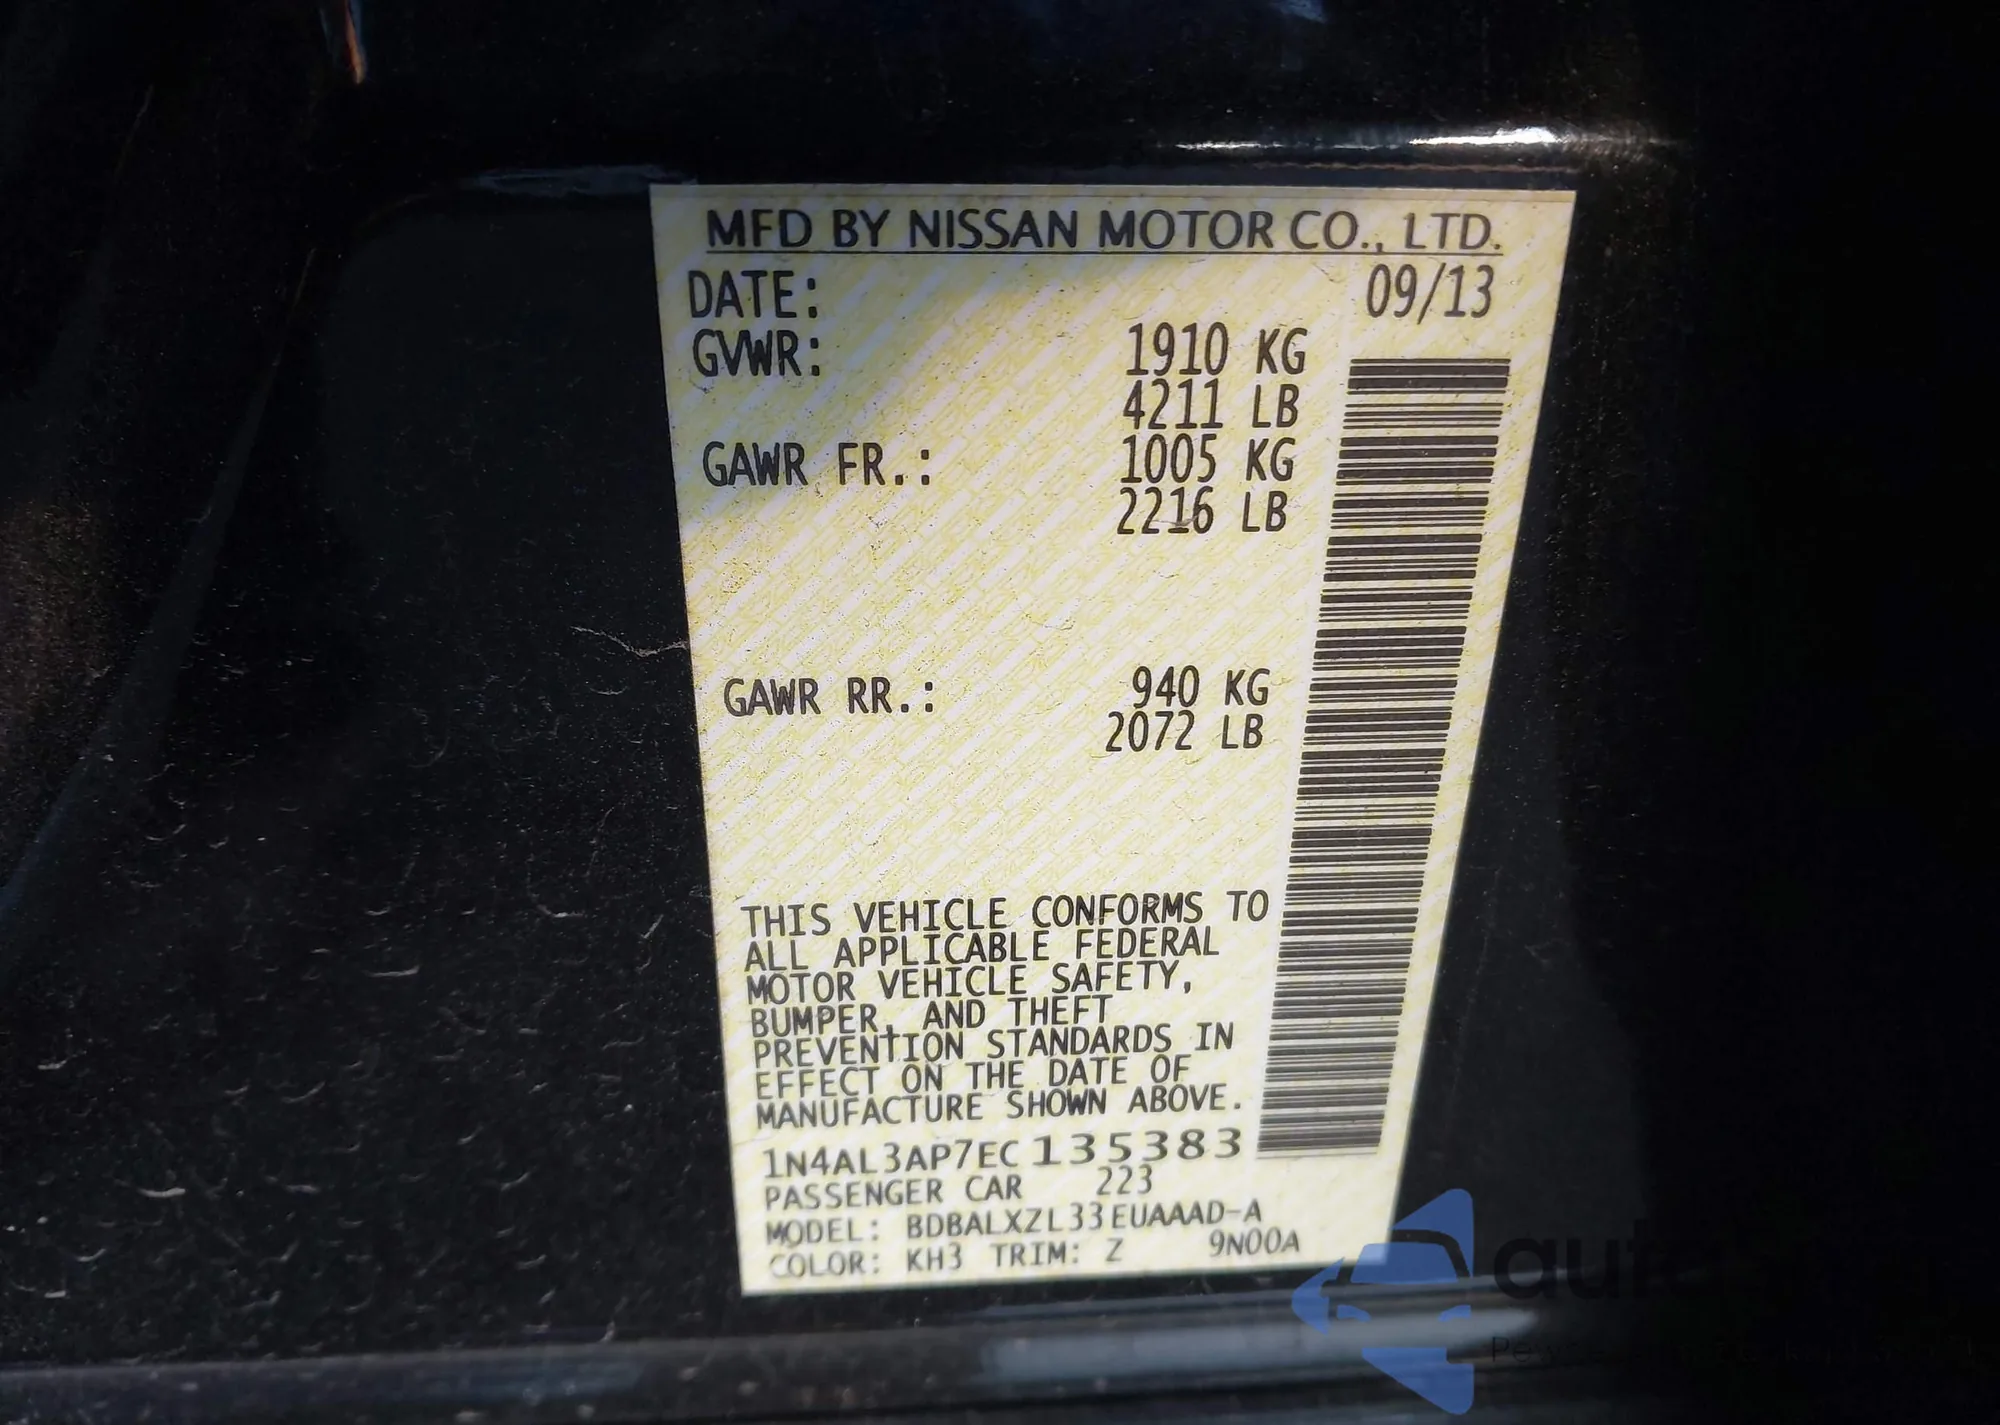 MFD BY NISSAN MOTOR CO., LTD.
DATE: 09/13
GVWR: 1910 KG
4211 LB
GAWR FR.: 1005 KG
2216 LB
GAWR RR.: 940 KG
2072 LB
THIS VEHICLE CONFORMS TO
ALL APPLICABLE FEDERAL
MOTOR VEHICLE SAFETY,
BUMPER, AND THEFT
PREVENTION STANDARDS IN
EFFECT ON THE DATE OF
MANUFACTURE SHOWN ABOVE.
1N4AL3AP7EC135383
PASSENGER CAR 223
MODEL: BDBALXZL33EUAAAD-A
COLOR: KH3 TRIM: Z 9N00A